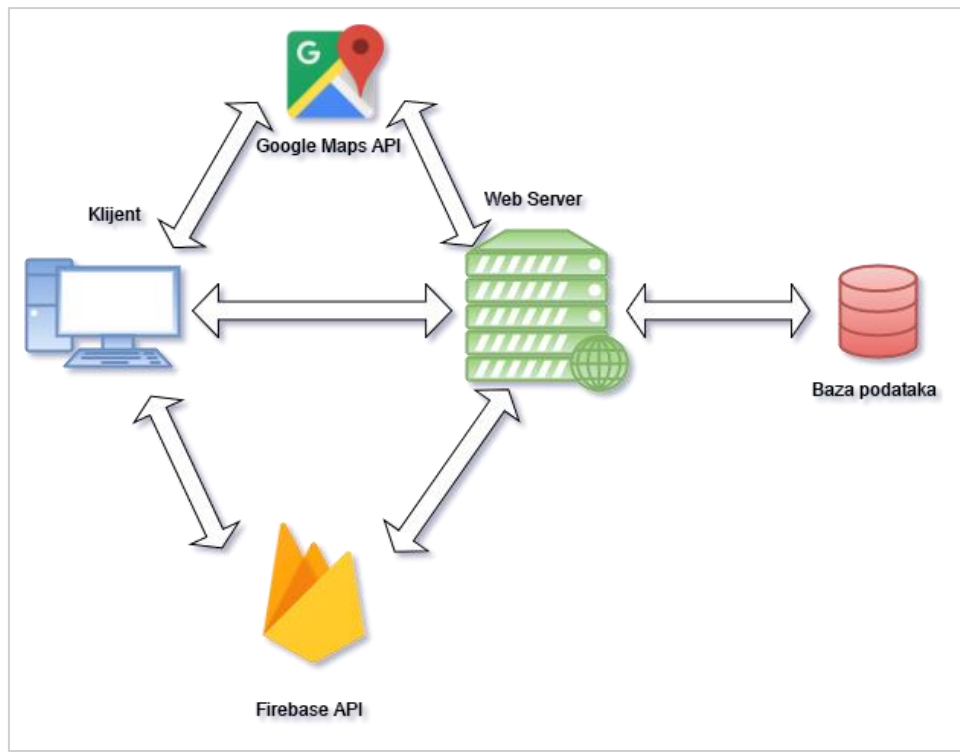 G
Google Maps API
Web Server
Klijent
Baza podataka
Firebase API